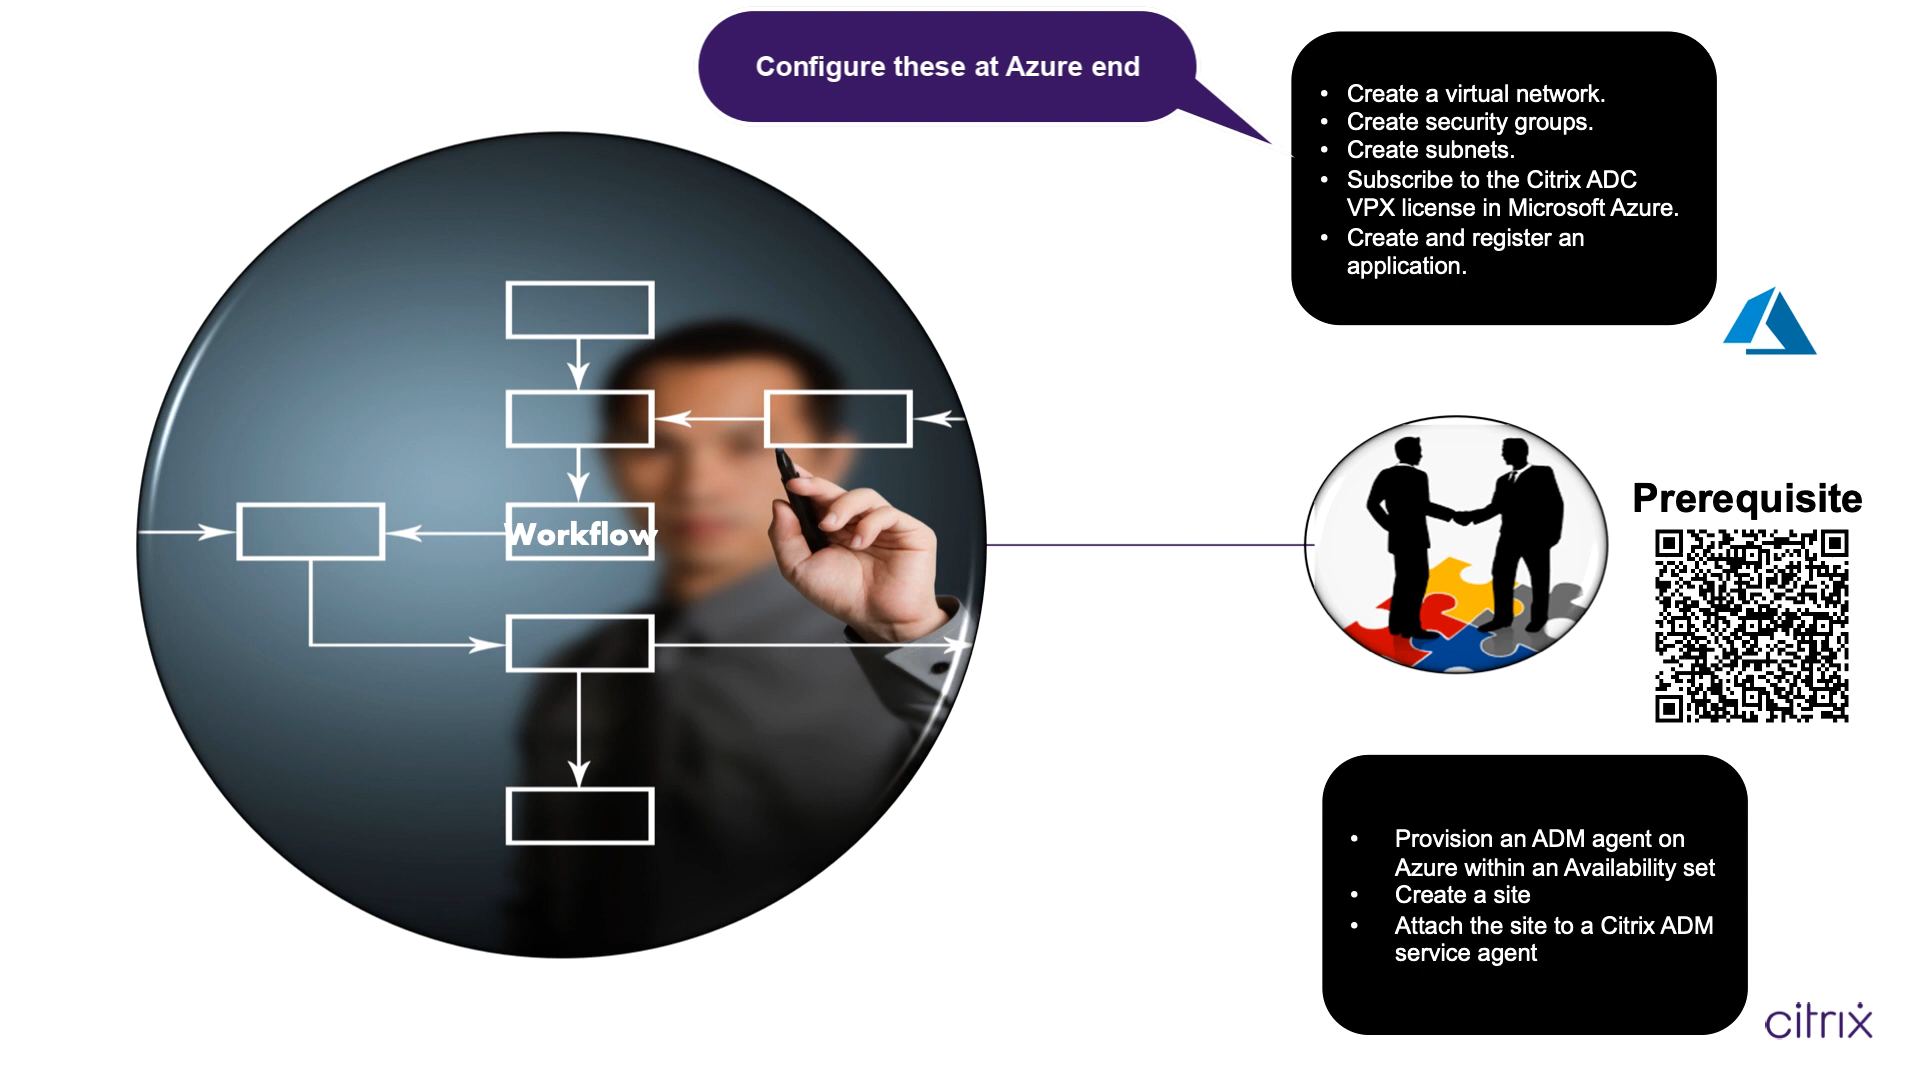 Configure these at Azure end
• Create a virtual network.
• Create security groups.
• Create subnets.
• Subscribe to the Citrix ADC
VPX license in Microsoft Azure.
• Create and register an
application.
Workflow
Prerequisite
• Provision an ADM agent on
Azure within an Availability set
• Create a site
• Attach the site to a Citrix ADM
service agent
citrix